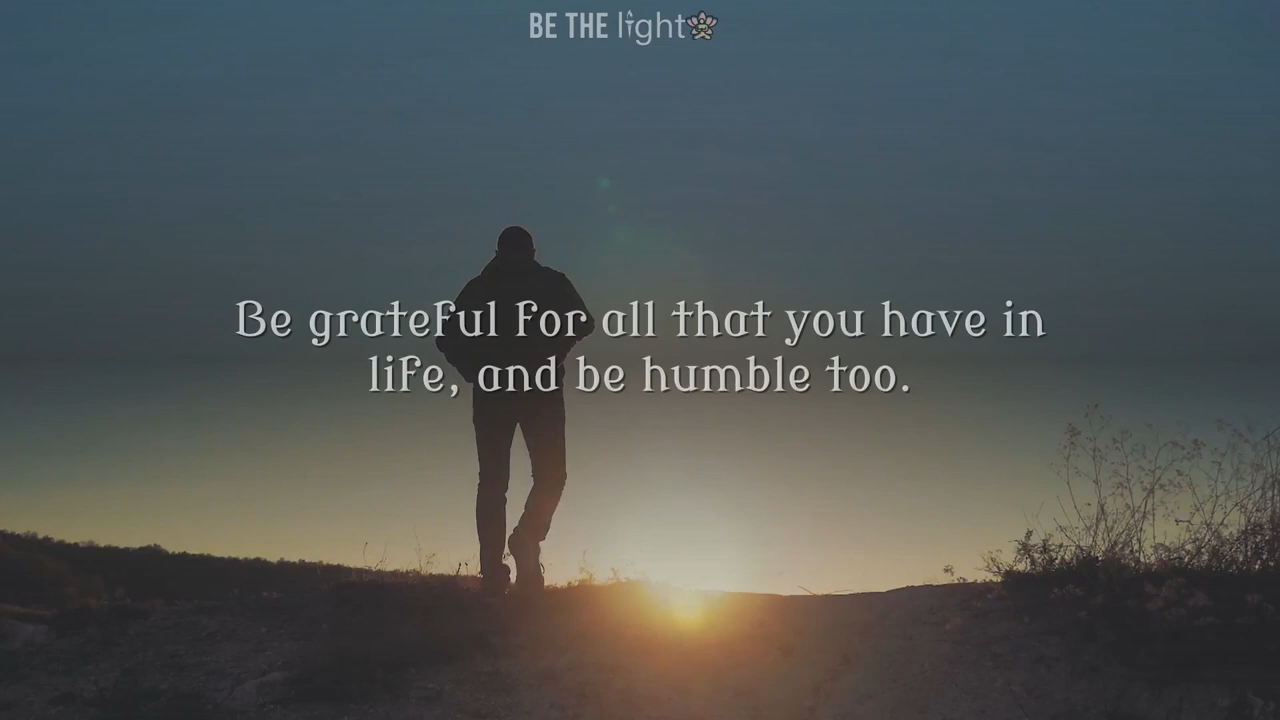 BE THE light
Be grateful for all that you have in
life, and be humble too.